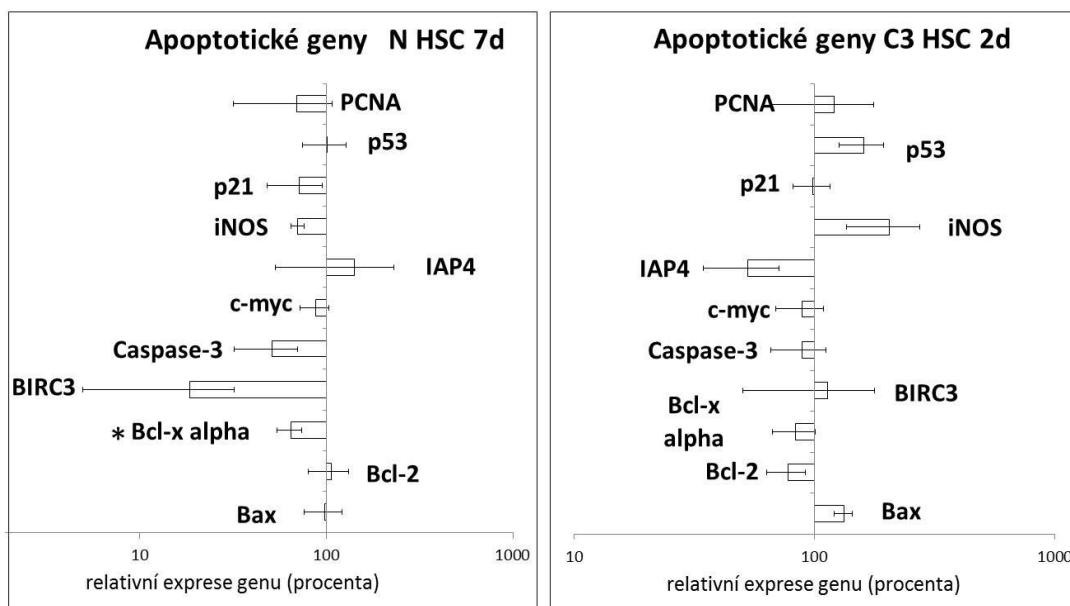 Apoptotické geny N HSC 7d
PCNA
p53
p21
iNOS
IAP4
c-myc
Caspase-3
BIRC3
* Bcl-x alpha
Bcl-2
Bax
10 100 1000
relativní exprese genu (procenta)
Apoptotické geny C3 HSC 2d
PCNA
p53
p21
iNOS
IAP4
c-myc
Caspase-3
BIRC3
Bcl-x
alpha
Bcl-2
Bax
10 100 1000
relativní exprese genu (procenta)